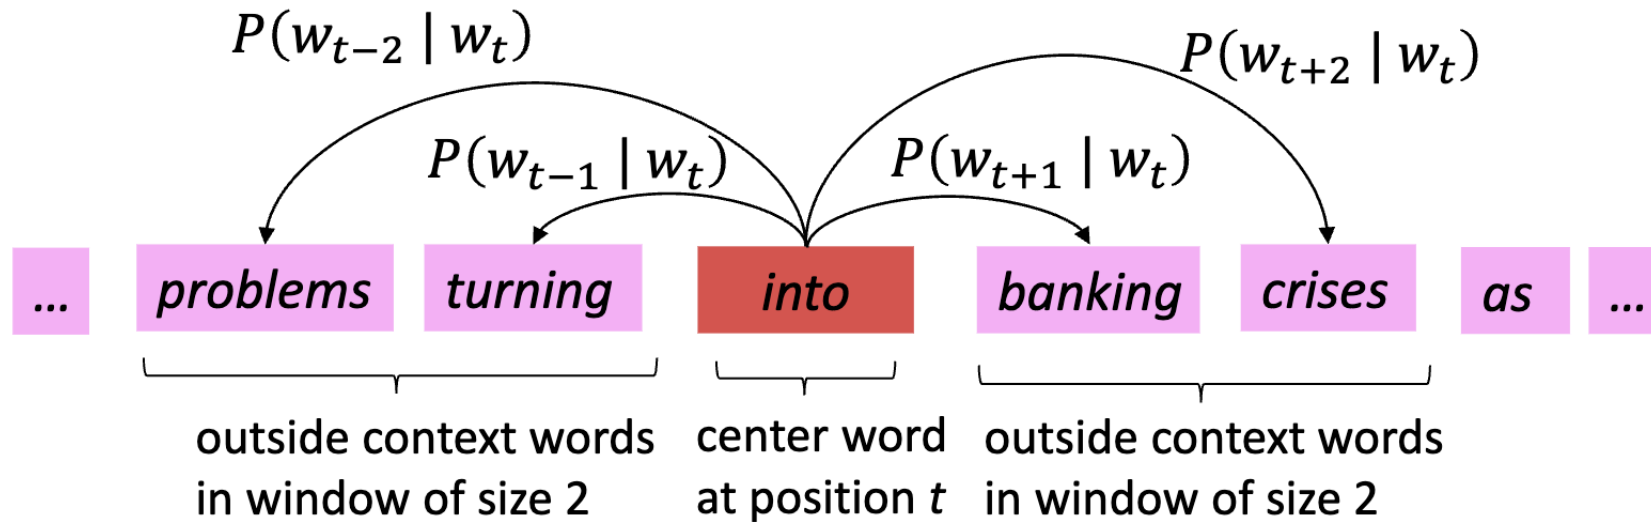 P(w_{t−2} | w_t)
P(w_{t+2} | w_t)
P(w_{t−1} | w_t)
P(w_{t+1} | w_t)
... problems turning into banking crises as ...
outside context words
in window of size 2
center word
at position t
outside context words
in window of size 2